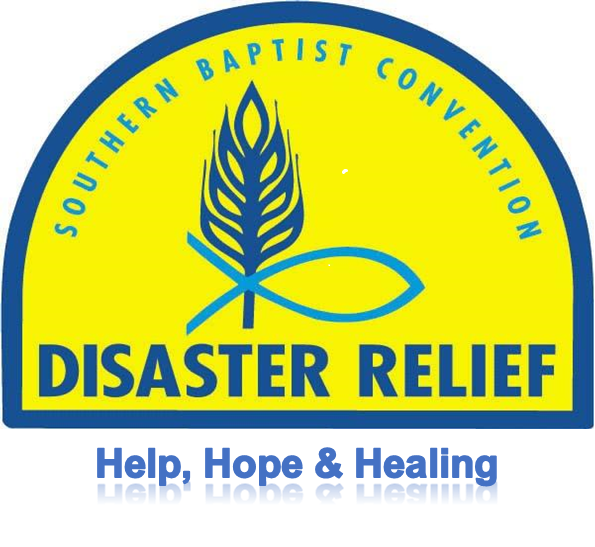 SOUTHERN BAPTIST CONVENTION
DISASTER RELIEF
Help, Hope & Healing